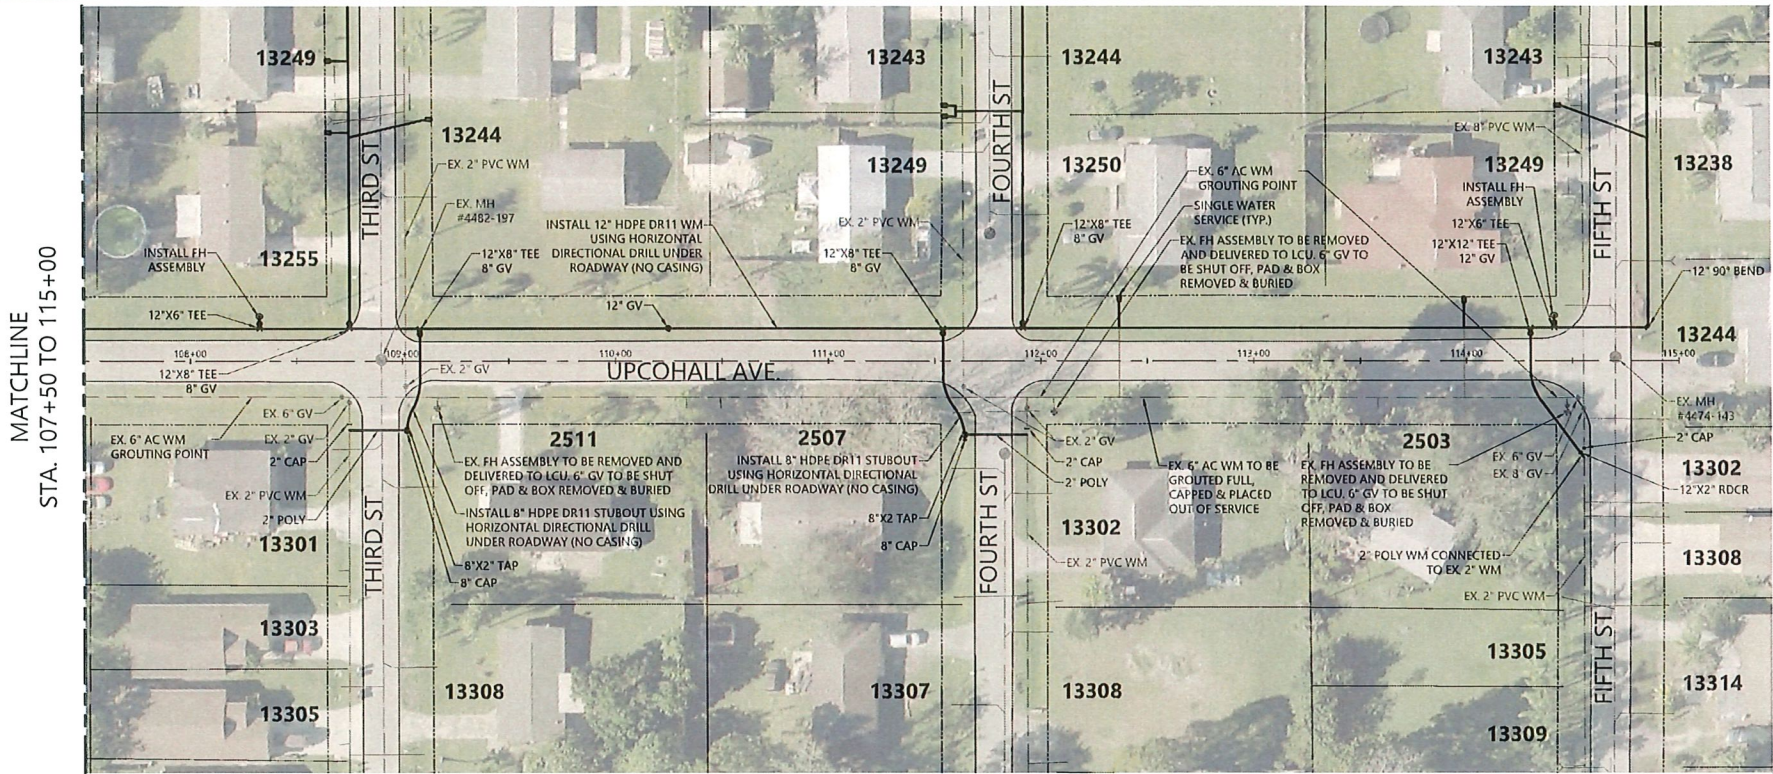 MATCHLINE
STA. 107+50 TO 115+00
13249
13244
THIRD ST
EX. 2" PVC WM
EX. MH
#4482-197
INSTALL FH
ASSEMBLY
13255
12"X6" TEE
12"X8" TEE
8" GV
INSTALL 12" HDPE DR11 WM
USING HORIZONTAL
DIRECTIONAL DRILL UNDER
ROADWAY (NO CASING)
12" GV
13243
13249
EX. 2" PVC WM
12"X8" TEE
8" GV
FOURTH ST
13244
13250
12"X8" TEE
8" GV
EX. 6" AC WM
GROUTING POINT
SINGLE WATER
SERVICE (TYP.)
EX. FH ASSEMBLY TO BE REMOVED
AND DELIVERED TO LCU. 6" GV TO
BE SHUT OFF, PAD & BOX
REMOVED & BURIED
13243
EX. 8" PVC WM
13249
INSTALL FH
ASSEMBLY
12"X6" TEE
12"X12" TEE
12" GV
FIFTH ST
13238
12" 90° BEND
13244
108+00
109+00
110+00
111+00
112+00
113+00
114+00
115+00
UPCOHALL AVE.
12"X8" TEE
8" GV
EX. 2" GV
EX. 6" GV
EX. 6" AC WM
GROUTING POINT
EX. 2" GV
2" CAP
EX. 2" PVC WM
2" POLY
13301
THIRD ST
2511
EX. FH ASSEMBLY TO BE REMOVED AND
DELIVERED TO LCU. 6" GV TO BE SHUT
OFF, PAD & BOX REMOVED & BURIED
INSTALL 8" HDPE DR11 STUBOUT USING
HORIZONTAL DIRECTIONAL DRILL
UNDER ROADWAY (NO CASING)
8"X2" TAP
8" CAP
2507
INSTALL 8" HDPE DR11 STUBOUT
USING HORIZONTAL DIRECTIONAL
DRILL UNDER ROADWAY (NO CASING)
8"X2 TAP
8" CAP
FOURTH ST
EX. 2" GV
2" CAP
2" POLY
13302
EX. 2" PVC WM
EX. 6" AC WM TO BE
GROUTED FULL,
CAPPED & PLACED
OUT OF SERVICE
2503
EX. FH ASSEMBLY TO BE
REMOVED AND DELIVERED
TO LCU. 6" GV TO BE SHUT
OFF, PAD & BOX
REMOVED & BURIED
EX. 6" GV
EX. 8" GV
2" POLY WM CONNECTED
TO EX. 2" WM
EX. 2" PVC WM
EX. MH
#4474-143
2" CAP
13302
12"X2" RDCR
13308
FIFTH ST
13303
13305
13308
13307
13308
13305
13309
13314